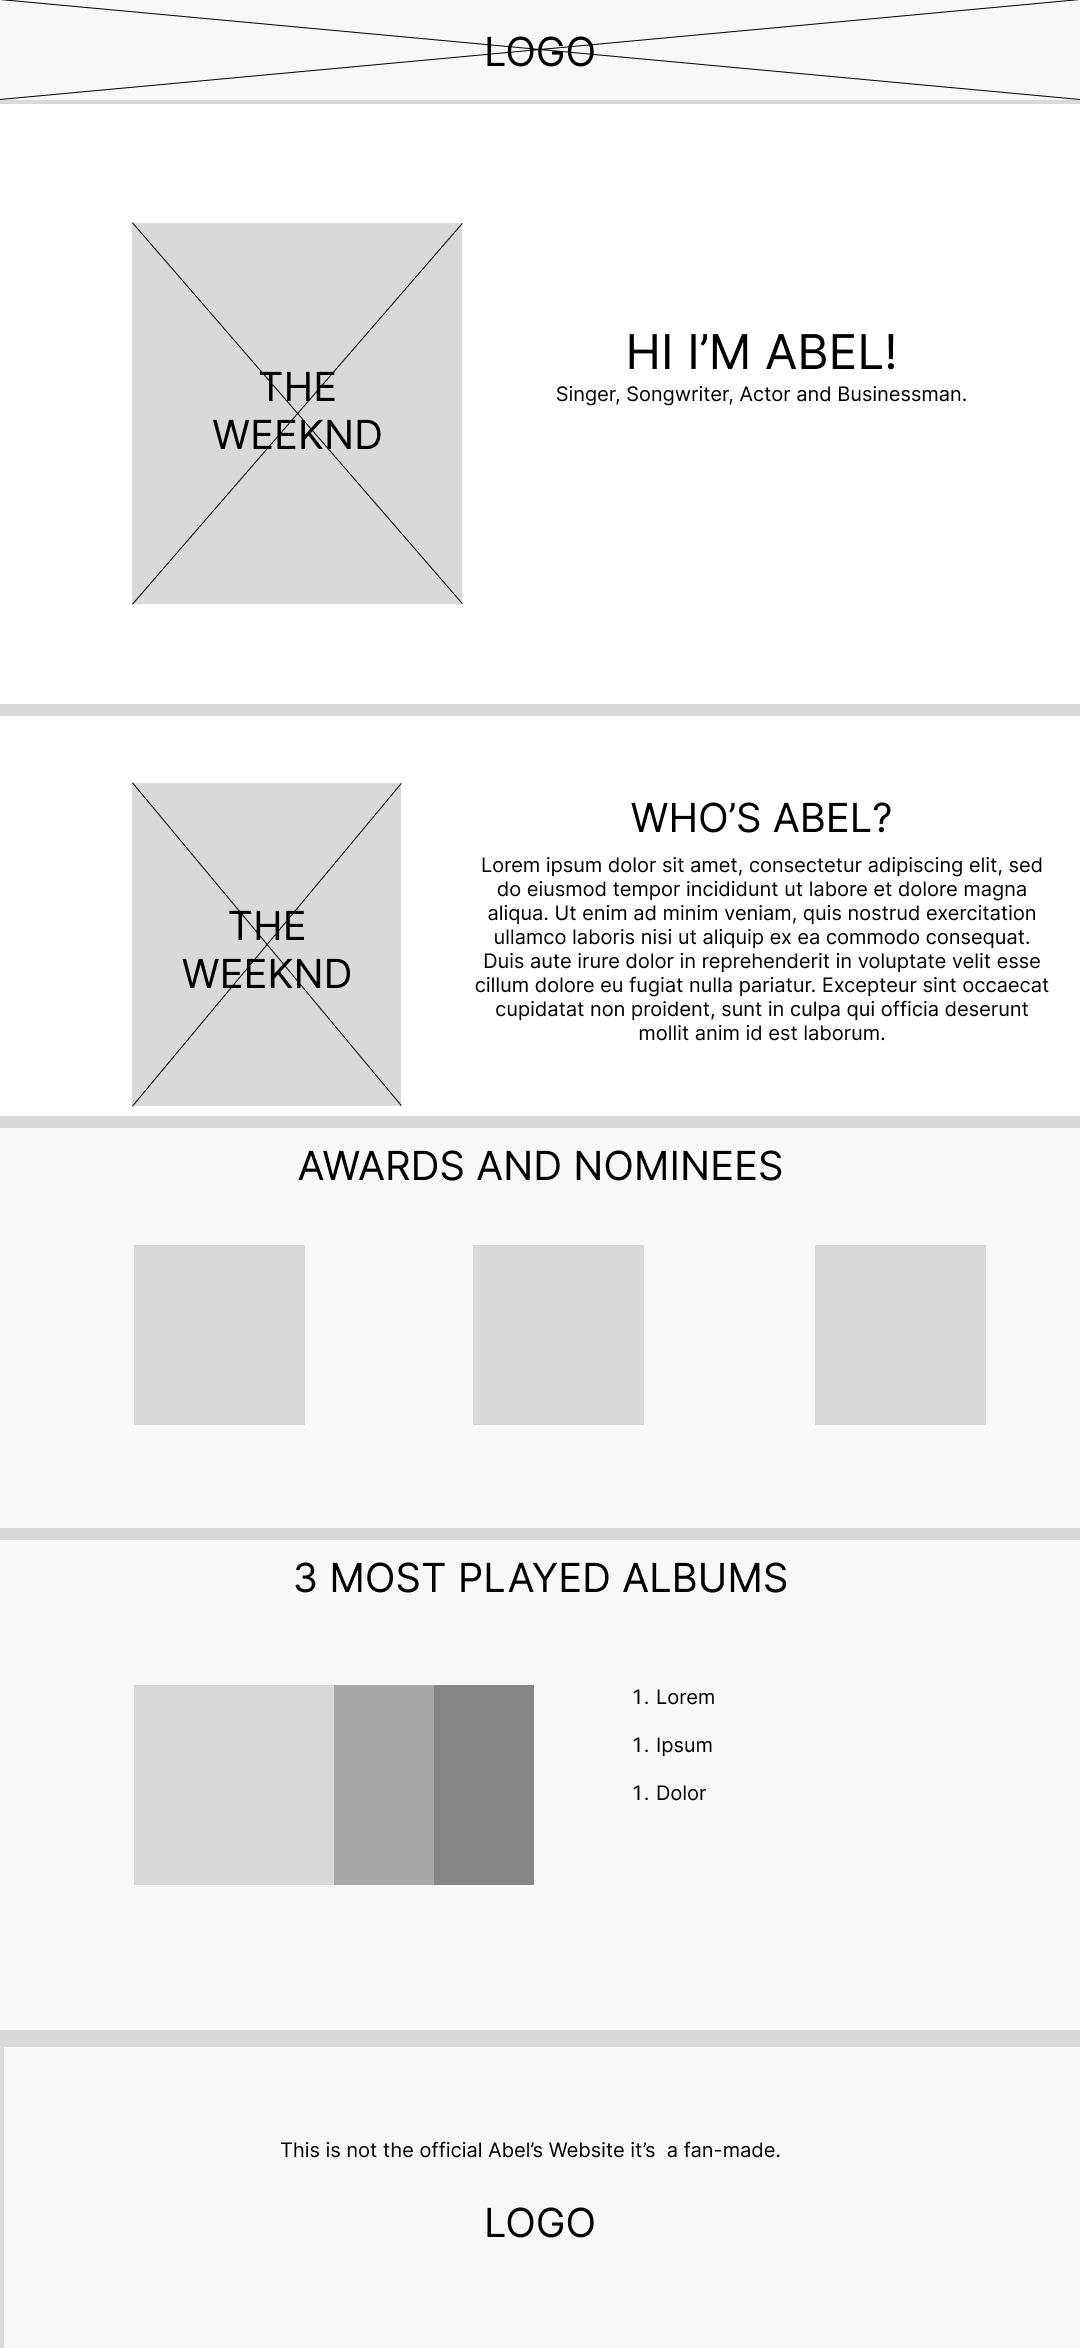 LOGO
THE
WEEKND
HI I’M ABEL!
Singer, Songwriter, Actor and Businessman.
THE
WEEKND
WHO’S ABEL?
Lorem ipsum dolor sit amet, consectetur adipiscing elit, sed
do eiusmod tempor incididunt ut labore et dolore magna
aliqua. Ut enim ad minim veniam, quis nostrud exercitation
ullamco laboris nisi ut aliquip ex ea commodo consequat.
Duis aute irure dolor in reprehenderit in voluptate velit esse
cillum dolore eu fugiat nulla pariatur. Excepteur sint occaecat
cupidatat non proident, sunt in culpa qui officia deserunt
mollit anim id est laborum.
AWARDS AND NOMINEES
3 MOST PLAYED ALBUMS
1. Lorem
1. Ipsum
1. Dolor
This is not the official Abel’s Website it’s  a fan-made.
LOGO